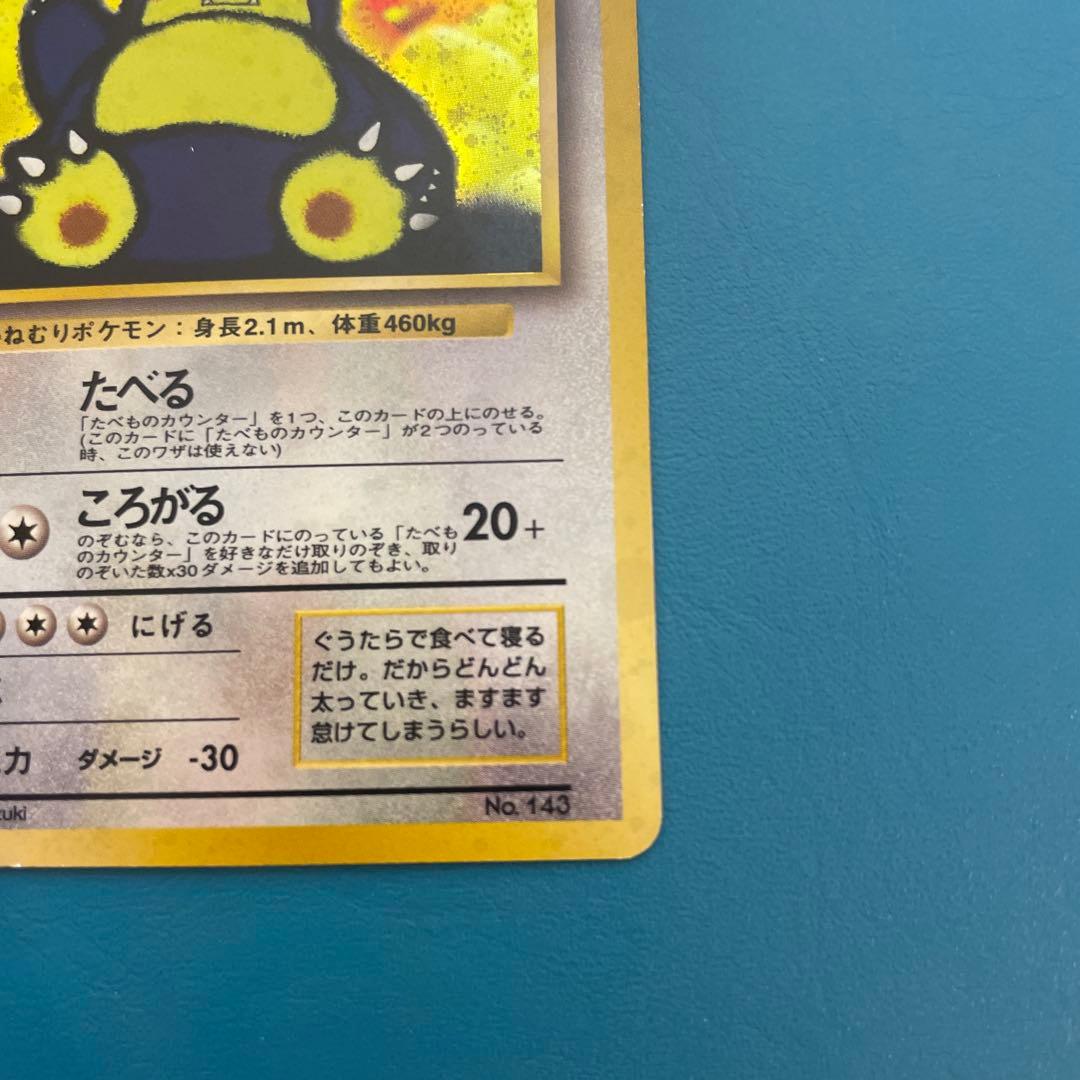 ねむりポケモン：身長2.1m、体重460kg
たべる
「たべものカウンター」を1つ、このカードの上にのせる。
(このカードに「たべものカウンター」が2つのっている
時、このワザは使えない)
ころがる
20+
のぞむなら、このカードにのっている「たべも
のカウンター」を好きなだけ取りのぞき、取り
のぞいた数x30ダメージを追加してもよい。
にげる
ぐうたらで食べて寝る
だけ。だからどんどん
太っていき、ますます
怠けてしまうらしい。
力 ダメージ -30
uki
No. 143